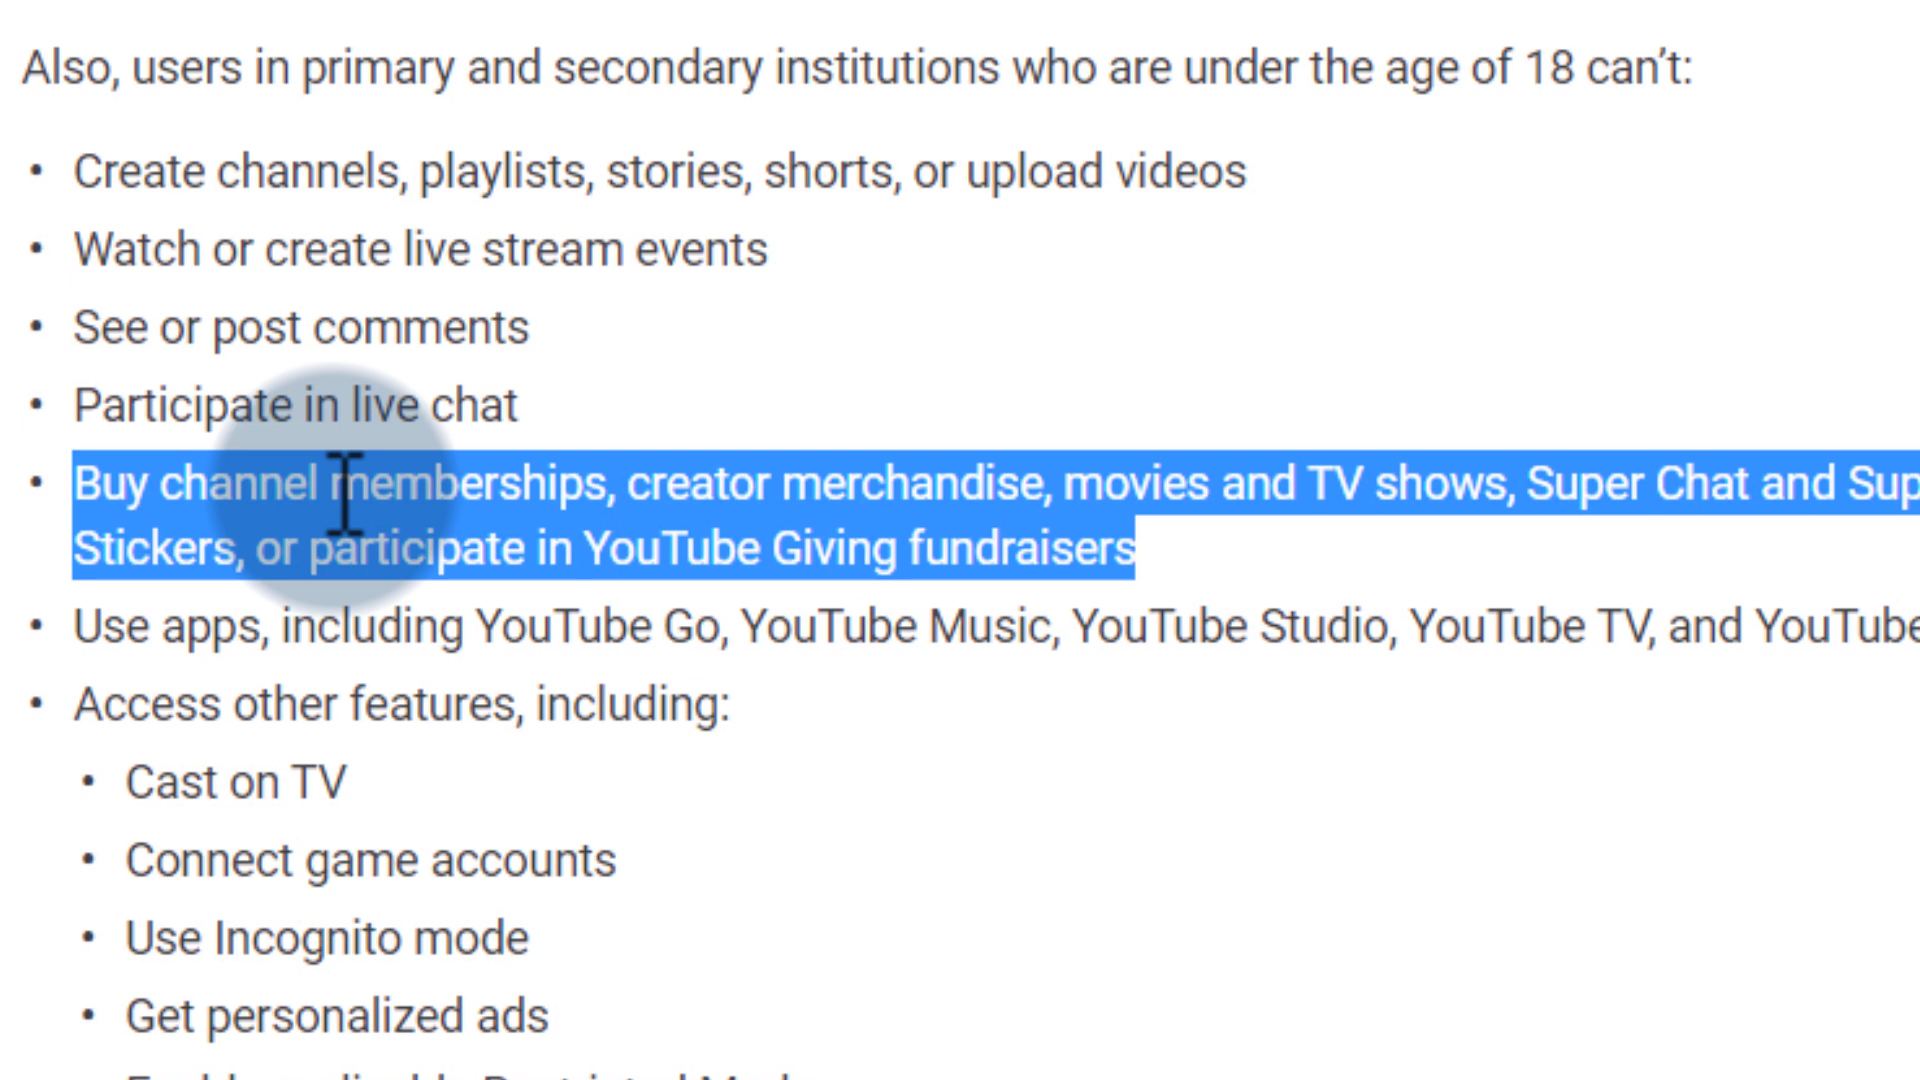 Also, users in primary and secondary institutions who are under the age of 18 can’t:
• Create channels, playlists, stories, shorts, or upload videos
• Watch or create live stream events
• See or post comments
• Participate in live chat
• Buy channel memberships, creator merchandise, movies and TV shows, Super Chat and Sup
Stickers, or participate in YouTube Giving fundraisers
• Use apps, including YouTube Go, YouTube Music, YouTube Studio, YouTube TV, and YouTube
• Access other features, including:
• Cast on TV
• Connect game accounts
• Use Incognito mode
• Get personalized ads